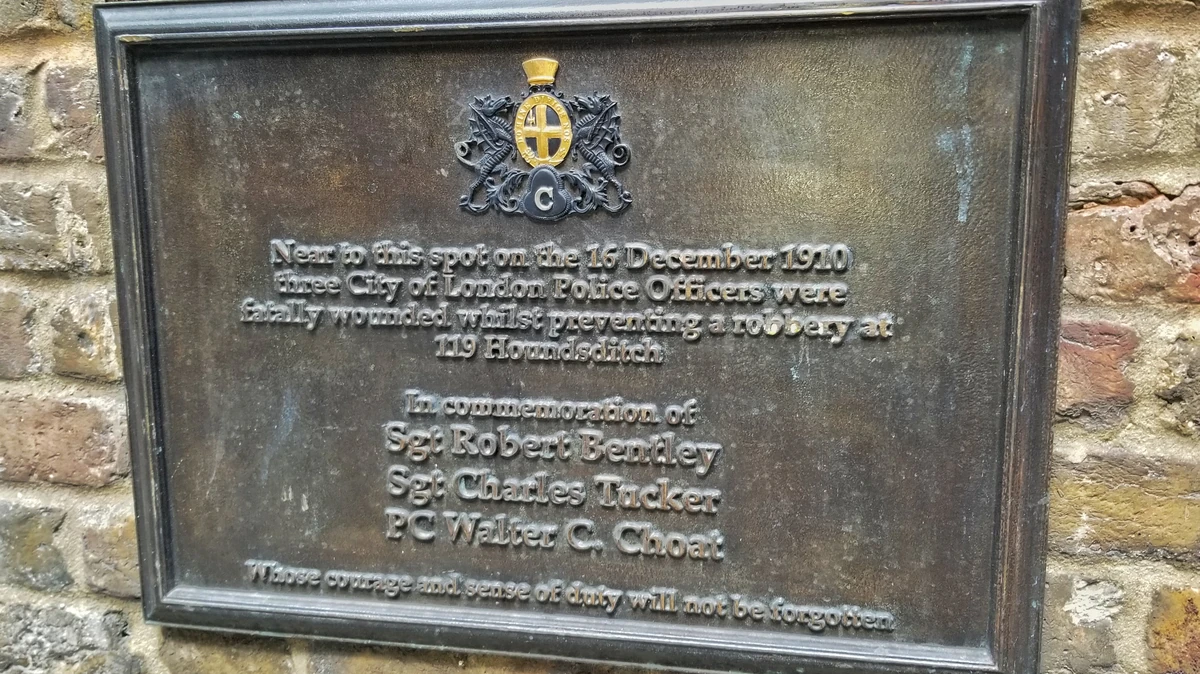 C
Near to this spot on the 16 December 1910
three City of London Police Officers were
fatally wounded whilst preventing a robbery at
119 Houndsditch
In commemoration of
Sgt Robert Bentley
Sgt Charles Tucker
PC Walter C. Choat
Whose courage and sense of duty will not be forgotten